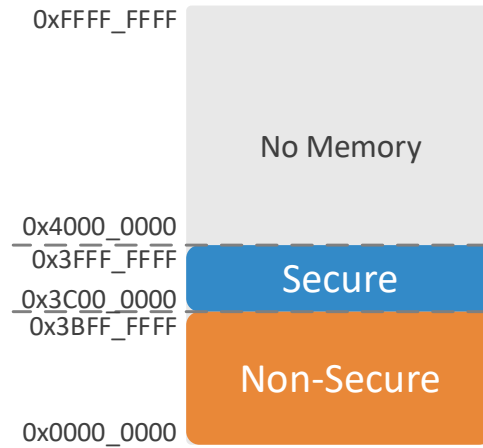 0xFFFF_FFFF
No Memory
0x4000_0000
0x3FFF_FFFF
Secure
0x3C00_0000
0x3BFF_FFFF
Non-Secure
0x0000_0000